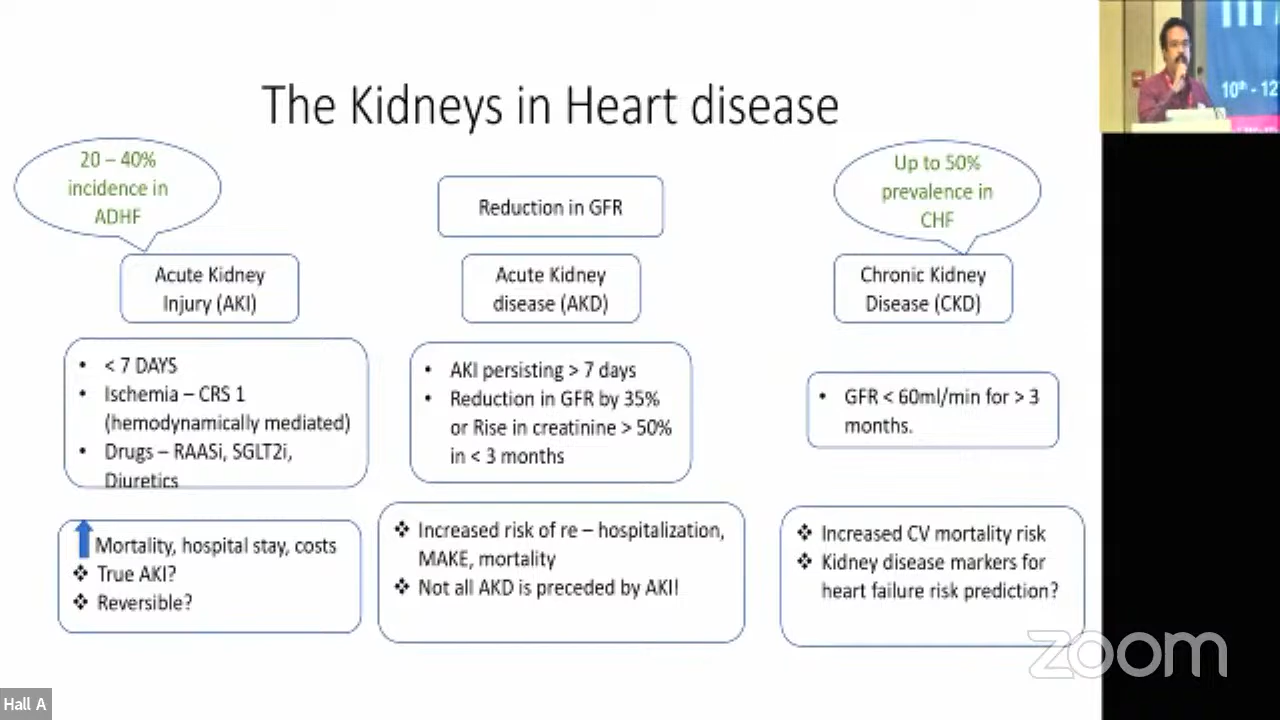 The Kidneys in Heart disease
20 – 40%
incidence in
ADHF
Reduction in GFR
Up to 50%
prevalence in
CHF
Acute Kidney
Injury (AKI)
Acute Kidney
disease (AKD)
Chronic Kidney
Disease (CKD)
• < 7 DAYS
• Ischemia – CRS 1
(hemodynamically mediated)
• Drugs – RAASi, SGLT2i,
Diuretics
• AKI persisting > 7 days
• Reduction in GFR by 35%
or Rise in creatinine > 50%
in < 3 months
• GFR < 60ml/min for > 3
months.
Mortality, hospital stay, costs
❖ True AKI?
❖ Reversible?
❖ Increased risk of re – hospitalization,
MAKE, mortality
❖ Not all AKD is preceded by AKI!
❖ Increased CV mortality risk
❖ Kidney disease markers for
heart failure risk prediction?
10th - 12
zoom
Hall A